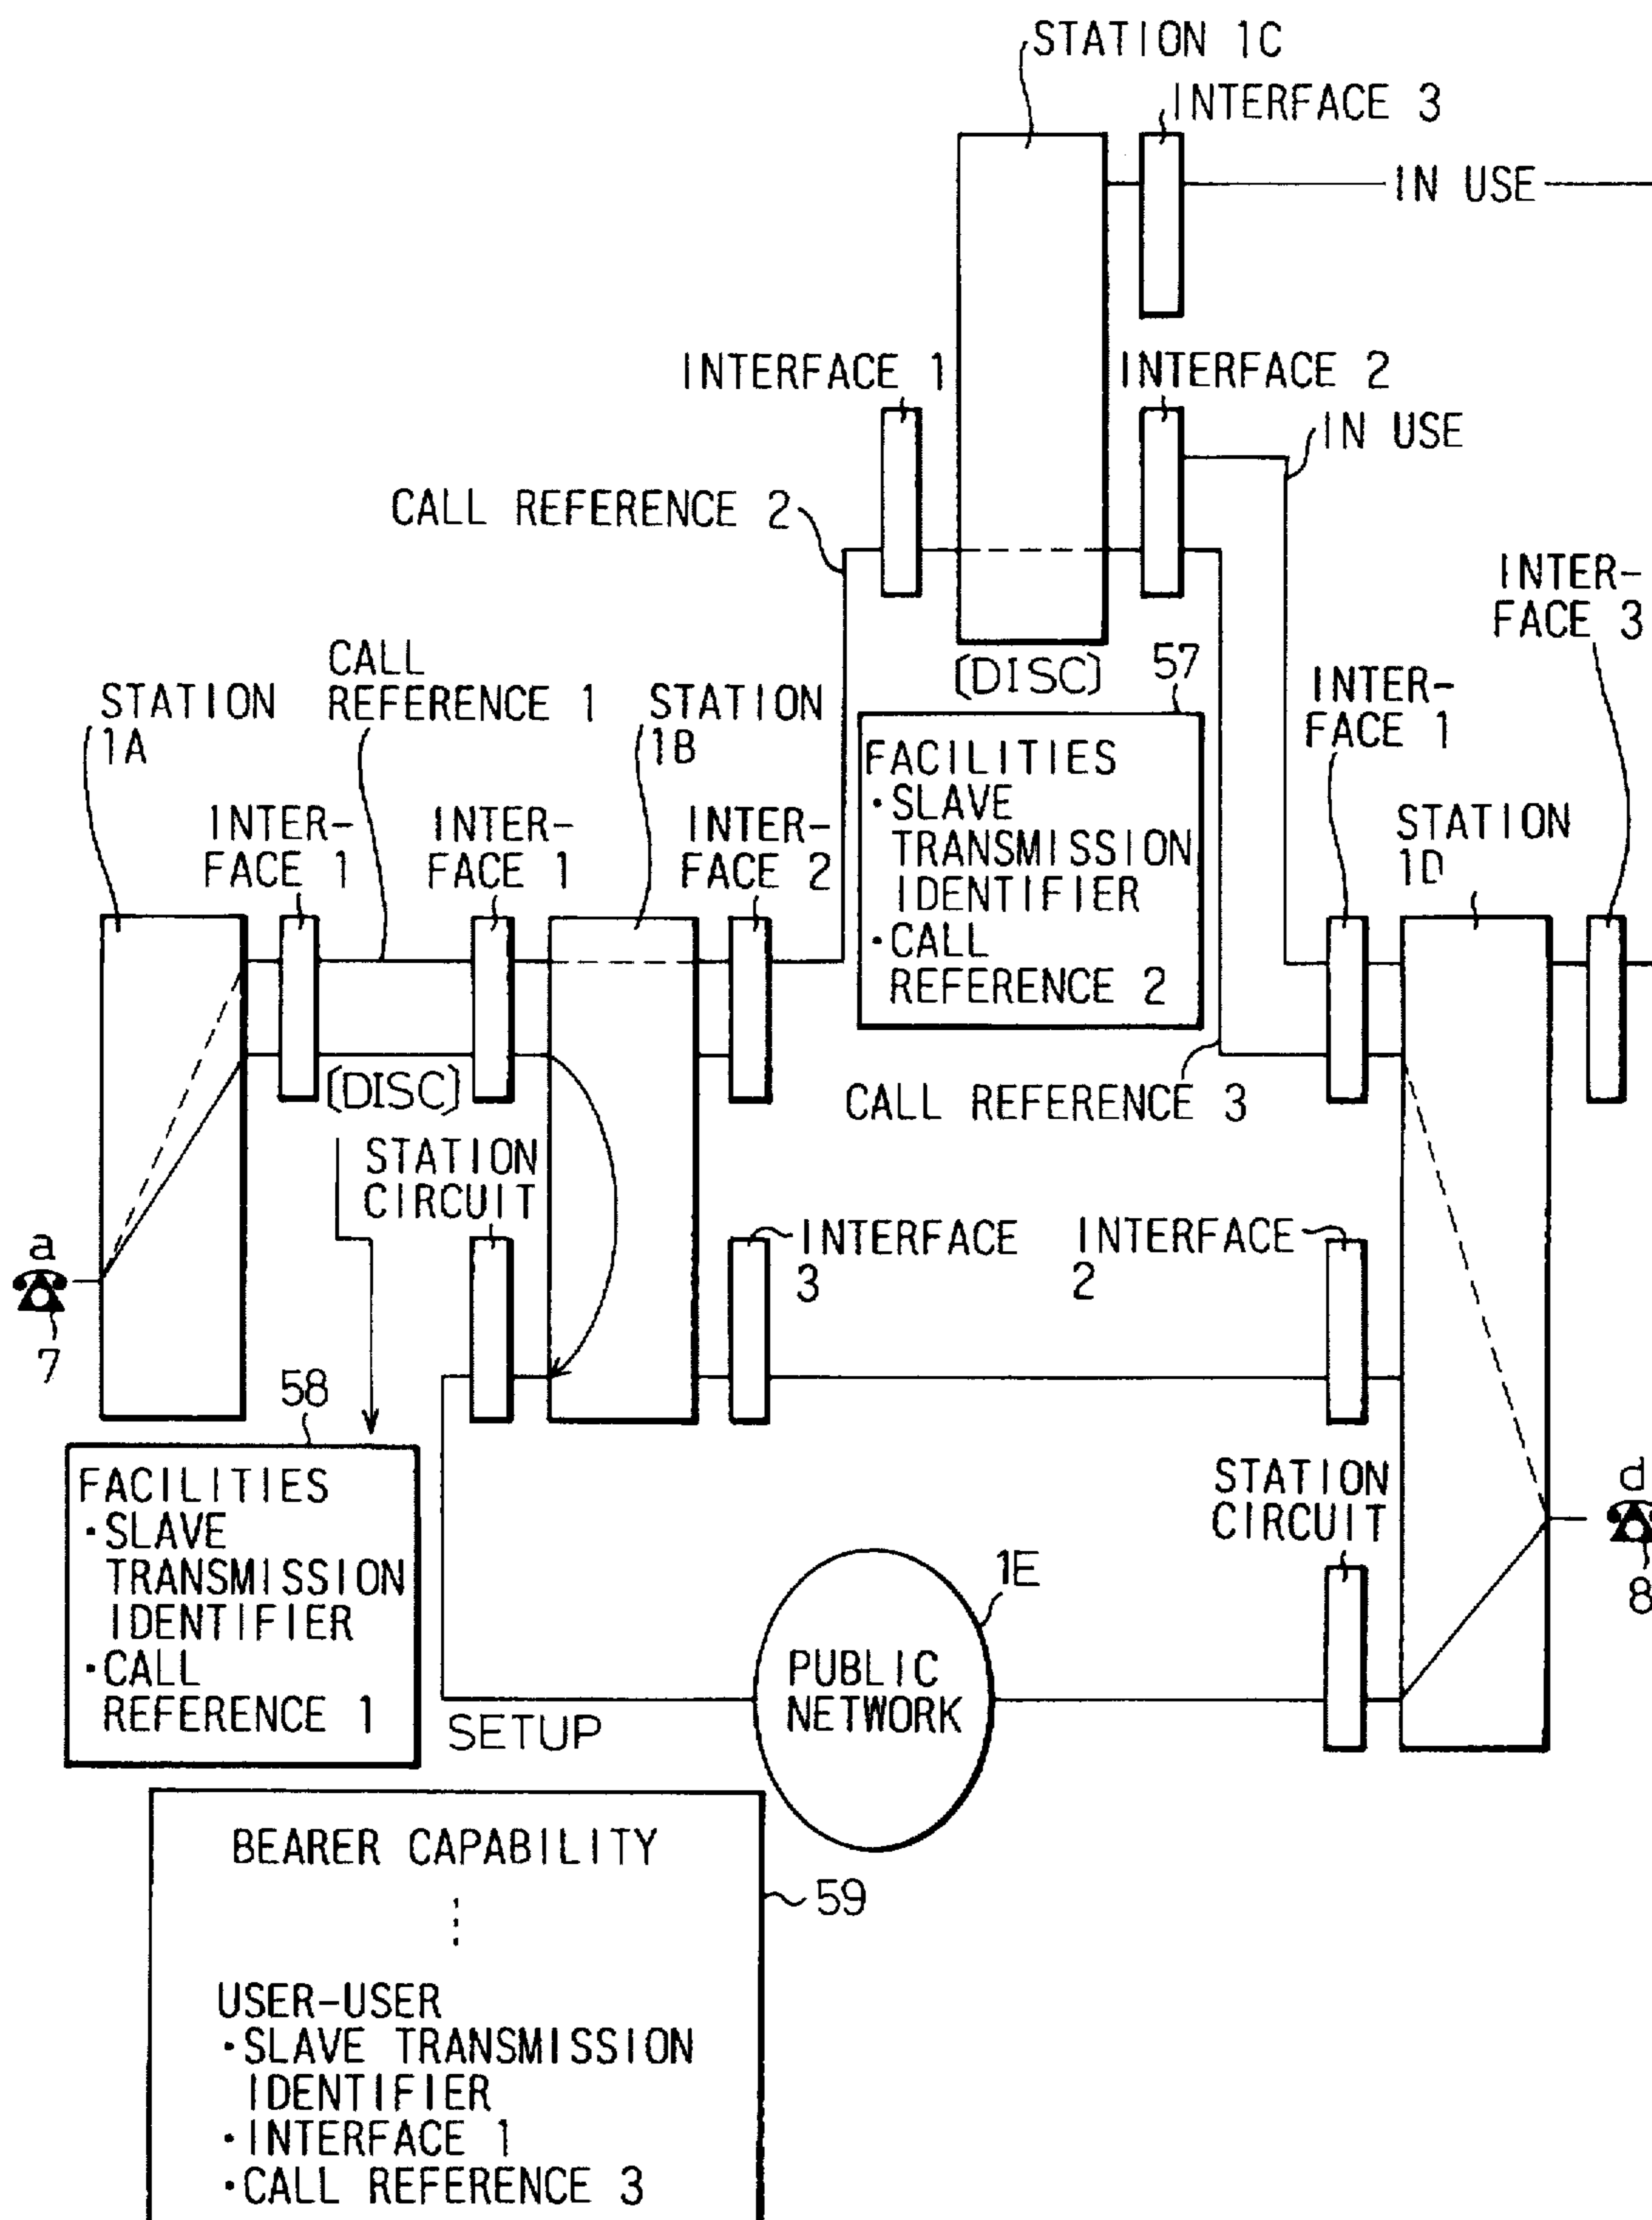 STATION 1C
INTERFACE 3
IN USE
INTERFACE 1
INTERFACE 2
IN USE
CALL REFERENCE 2
INTER-
FACE 3
CALL
REFERENCE 1
STATION
1A
STATION
1B
(DISC)
57
INTER-
FACE 1
FACILITIES
·SLAVE
TRANSMISSION
IDENTIFIER
·CALL
REFERENCE 2
INTER-
FACE 1
INTER-
FACE 1
INTER-
FACE 2
STATION
1D
(DISC)
CALL REFERENCE 3
STATION
CIRCUIT
INTERFACE
3
INTERFACE
2
a
7
58
FACILITIES
·SLAVE
TRANSMISSION
IDENTIFIER
·CALL
REFERENCE 1
STATION
CIRCUIT
d
8
1E
PUBLIC
NETWORK
SETUP
BEARER CAPABILITY
59
USER-USER
·SLAVE TRANSMISSION
IDENTIFIER
·INTERFACE 1
·CALL REFERENCE 3